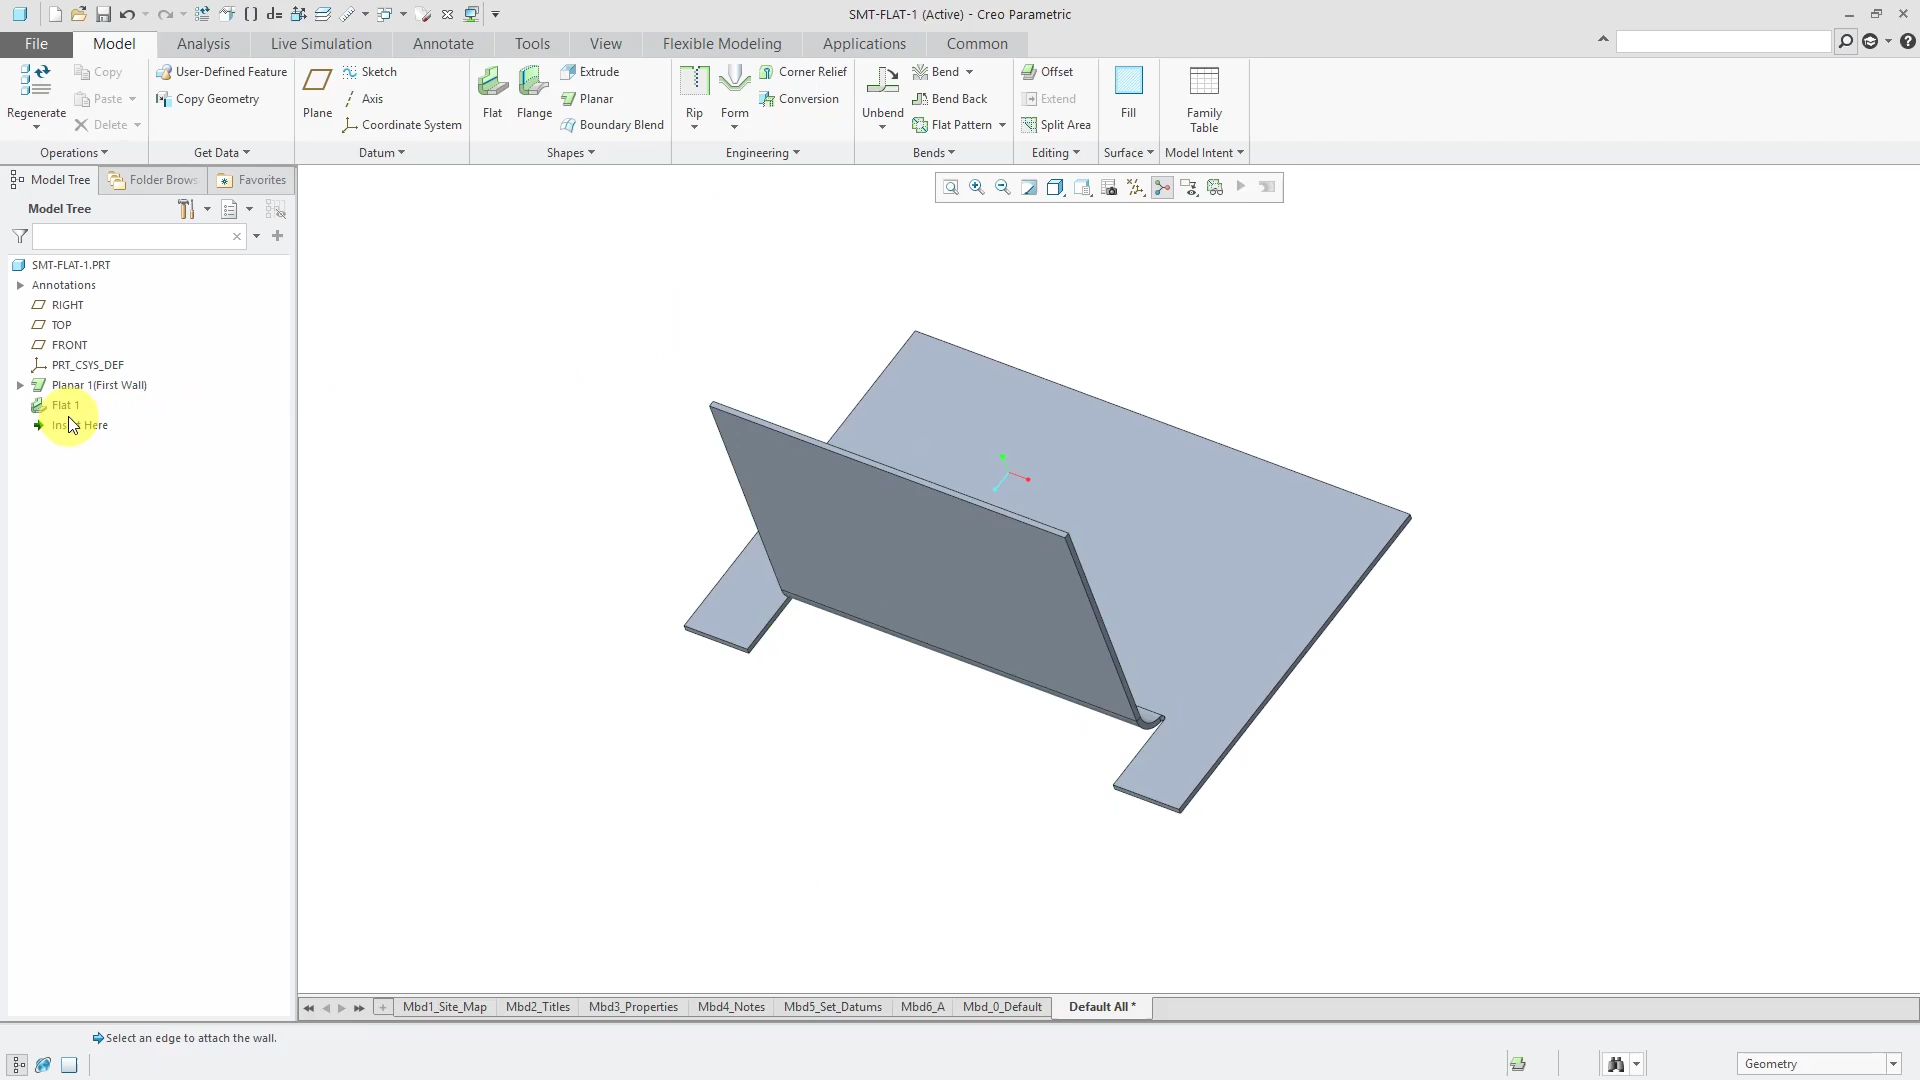 SMT-FLAT-1 (Active) - Creo Parametric
File Model Analysis Live Simulation Annotate Tools View Flexible Modeling Applications Common
Regenerate
Copy
Paste
Delete
Operations
User-Defined Feature
Copy Geometry
Get Data
Plane
Sketch
Axis
Coordinate System
Datum
Flat
Flange
Extrude
Planar
Boundary Blend
Shapes
Rip
Form
Corner Relief
Conversion
Engineering
Unbend
Bend
Bend Back
Flat Pattern
Bends
Offset
Extend
Split Area
Editing
Fill
Surface
Family
Table
Model Intent
Model Tree
Folder Brows
Favorites
Model Tree
SMT-FLAT-1.PRT
Annotations
RIGHT
TOP
FRONT
PRT_CSYS_DEF
Planar 1(First Wall)
Flat 1
Insert Here
Mbd1_Site_Map Mbd2_Titles Mbd3_Properties Mbd4_Notes Mbd5_Set_Datums Mbd6_A Mbd_0_Default Default All *
Select an edge to attach the wall.
Geometry